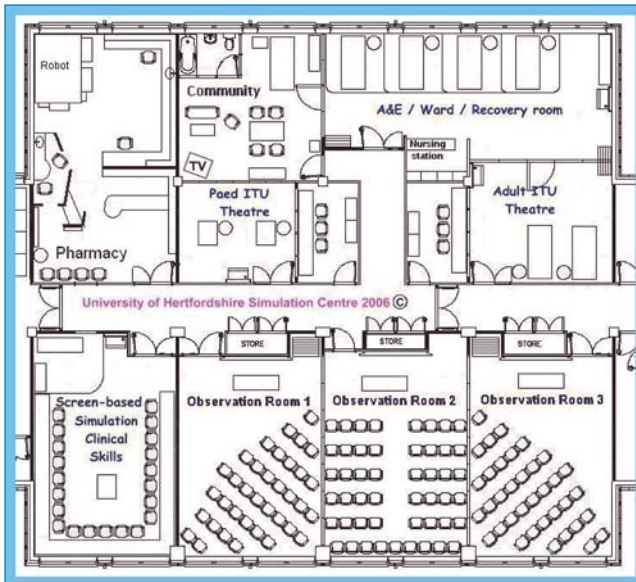 Robot
Community
A&E / Ward / Recovery room
TV
Nursing
station
Paed ITU
Theatre
Adult ITU
Theatre
Pharmacy
University of Hertfordshire Simulation Centre 2006 ©
STORE
STORE
STORE
Screen-based
Simulation
Clinical
Skills
Observation Room 1
Observation Room 2
Observation Room 3